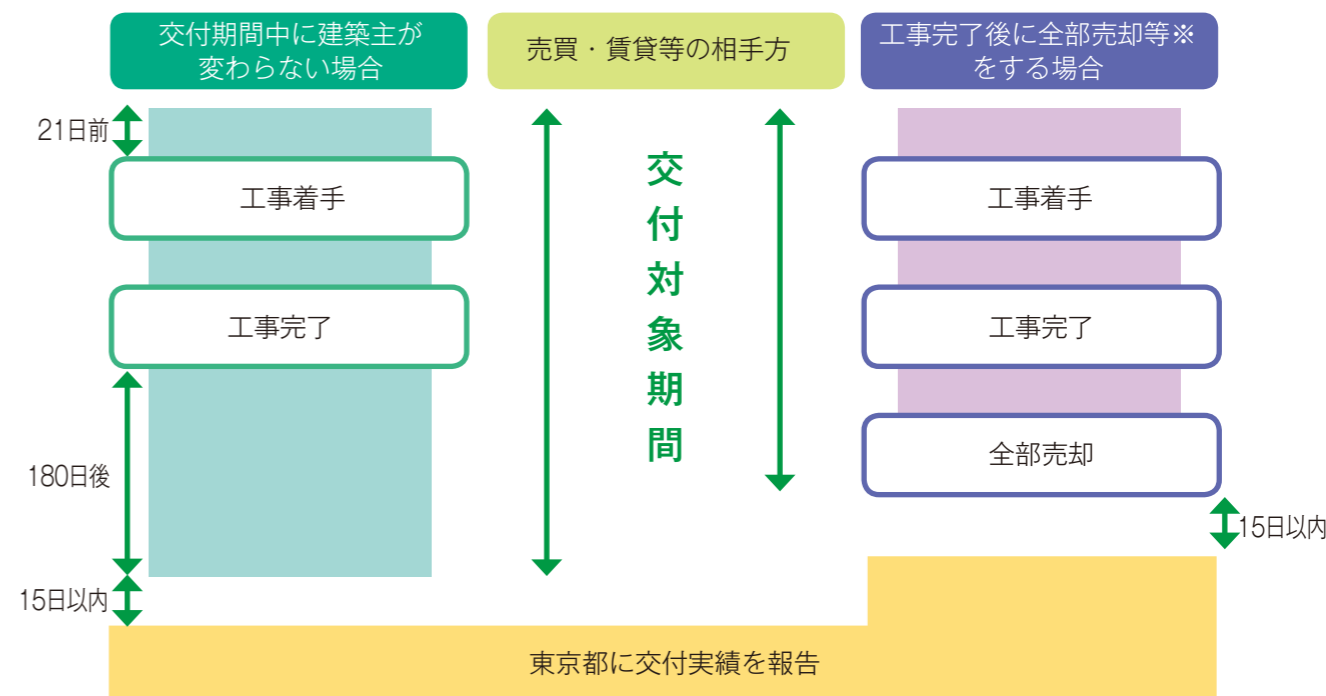 交付期間中に建築主が
変わらない場合
売買・賃貸等の相手方
工事完了後に全部売却等※
をする場合
21日前
工事着手
工事完了
180日後
15日以内
交付対象期間
工事着手
工事完了
全部売却
15日以内
東京都に交付実績を報告